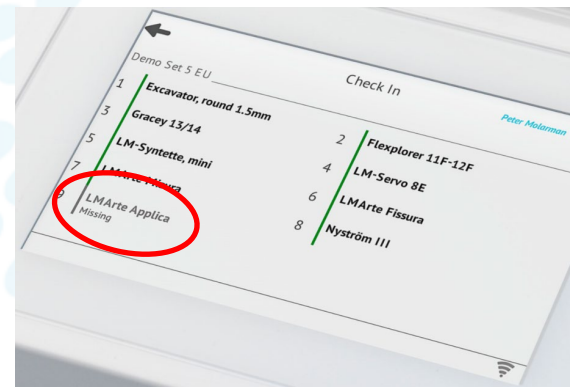 Check In
Peter Molarman
Demo Set 5 EU
1 Excavator, round 1.5mm
2 Flexplorer 11F-12F
3 Gracey 13/14
4 LM-Servo 8E
5 LM-Syntette, mini
6 LMArte Fissura
7 LMArte Misura
8 Nyström III
9 LMArte Applica
Missing